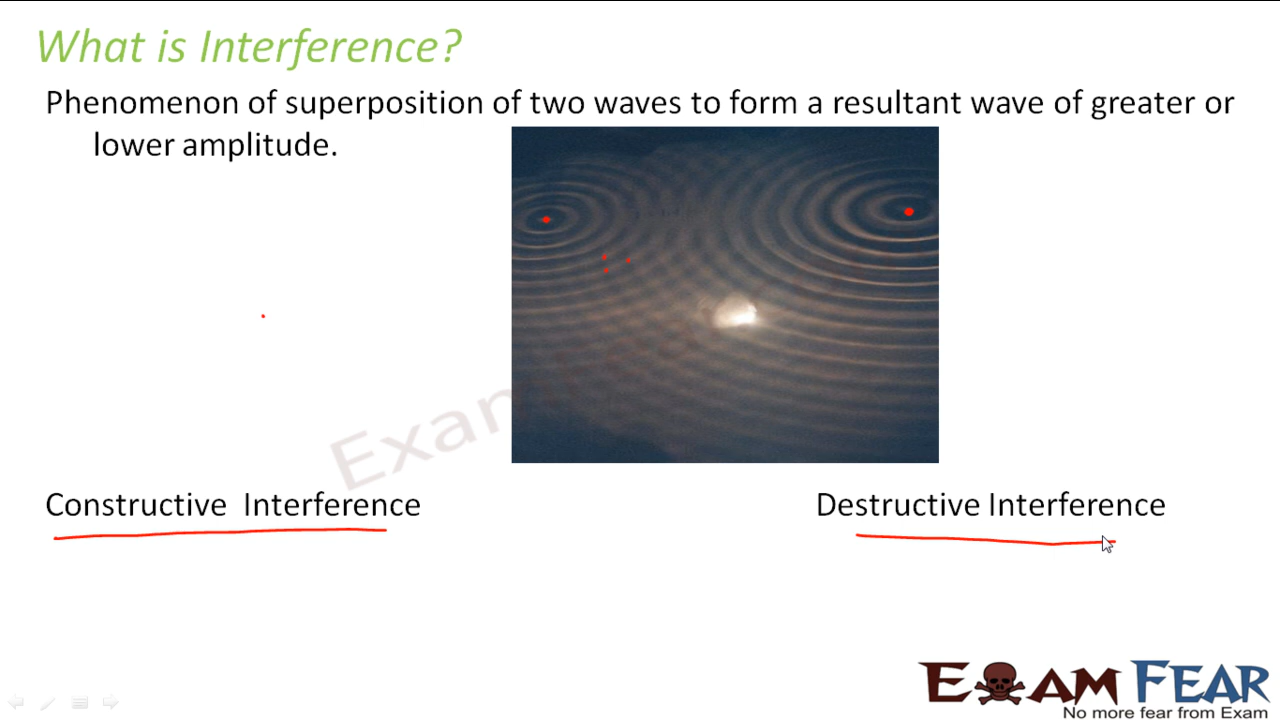 What is Interference?
Phenomenon of superposition of two waves to form a resultant wave of greater or
lower amplitude.
Exam
Constructive Interference
Destructive Interference
EXAM FEAR
No more fear from Exam